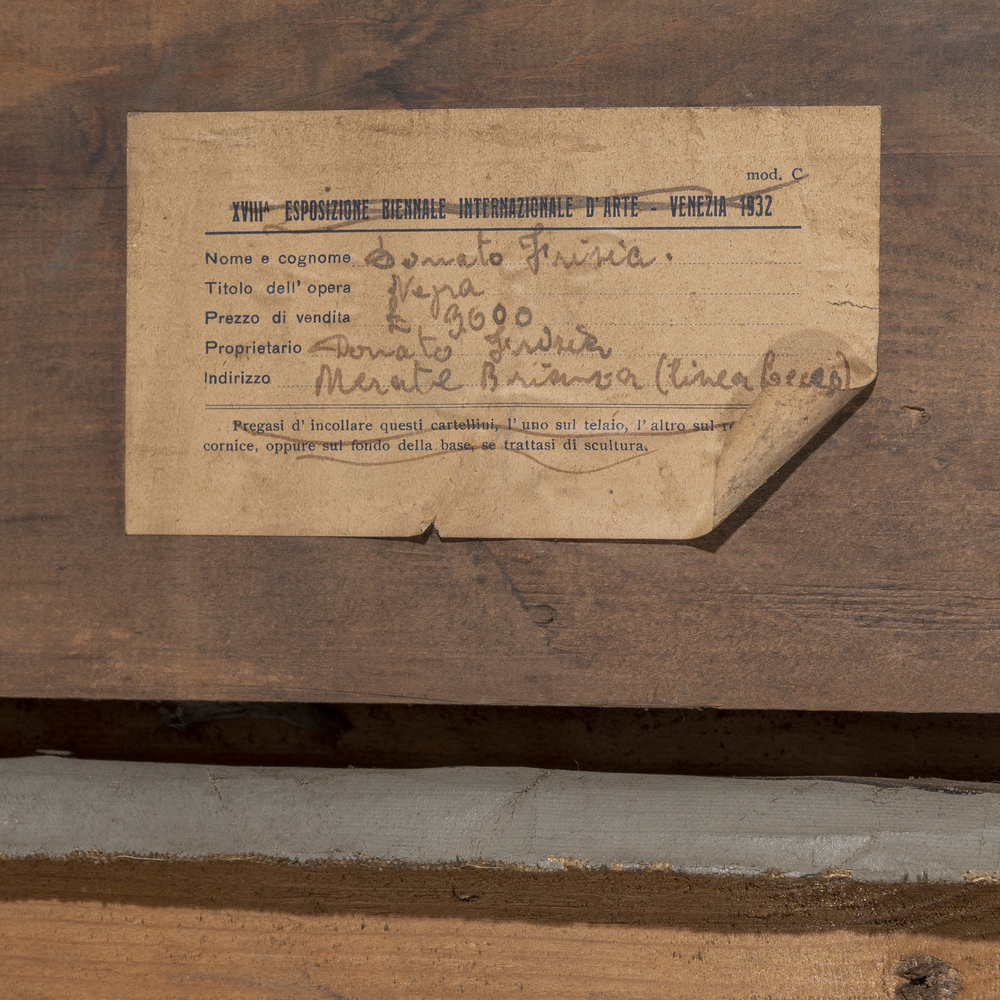 mod. C
XVIIIᵃ ESPOSIZIONE BIENNALE INTERNAZIONALE D'ARTE - VENEZIA 1932
Nome e cognome Donato Frisia.
Titolo dell' opera Negra
Prezzo di vendita £ 3000
Proprietario Donato Frisia
Indirizzo Merate Brianza (linea Lecco)
Pregasi d' incollare questi cartellini, l' uno sul telaio, l' altro sul
cornice, oppure sul fondo della base, se trattasi di scultura.